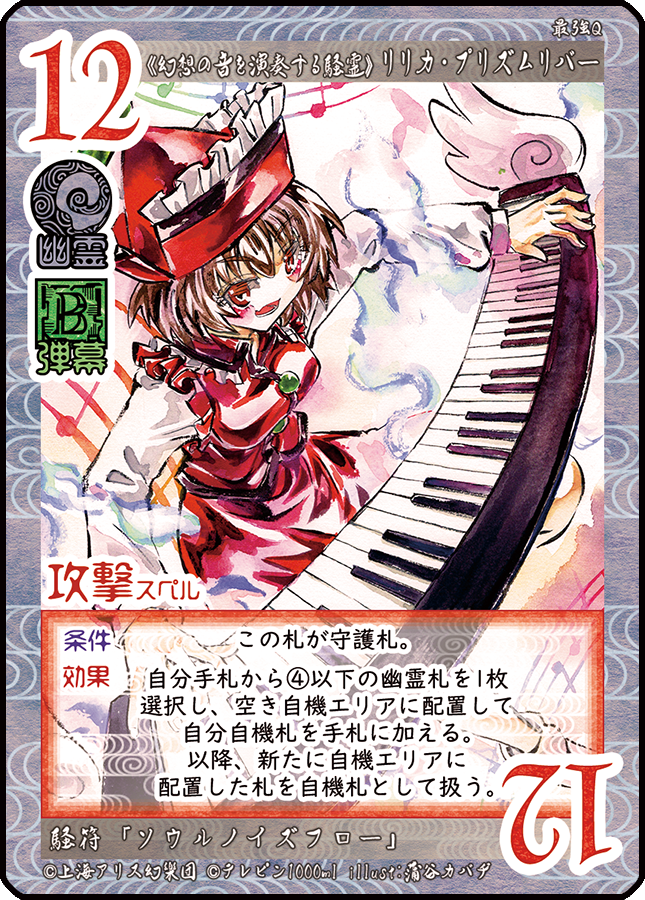 最強Q
12
《幻想の音を演奏する騒霊》リリカ・プリズムリバー
幽霊
B
弾幕
攻撃スペル
条件 この札が守護札。
効果 自分手札から④以下の幽霊札を1枚
選択し、空き自機エリアに配置して
自分自機札を手札に加える。
以降、新たに自機エリアに
配置した札を自機札として扱う。
12
騒符「ソウルノイズフロー」
©上海アリス幻樂団 ©テレピン1000ml illust:蒲谷カバヂ